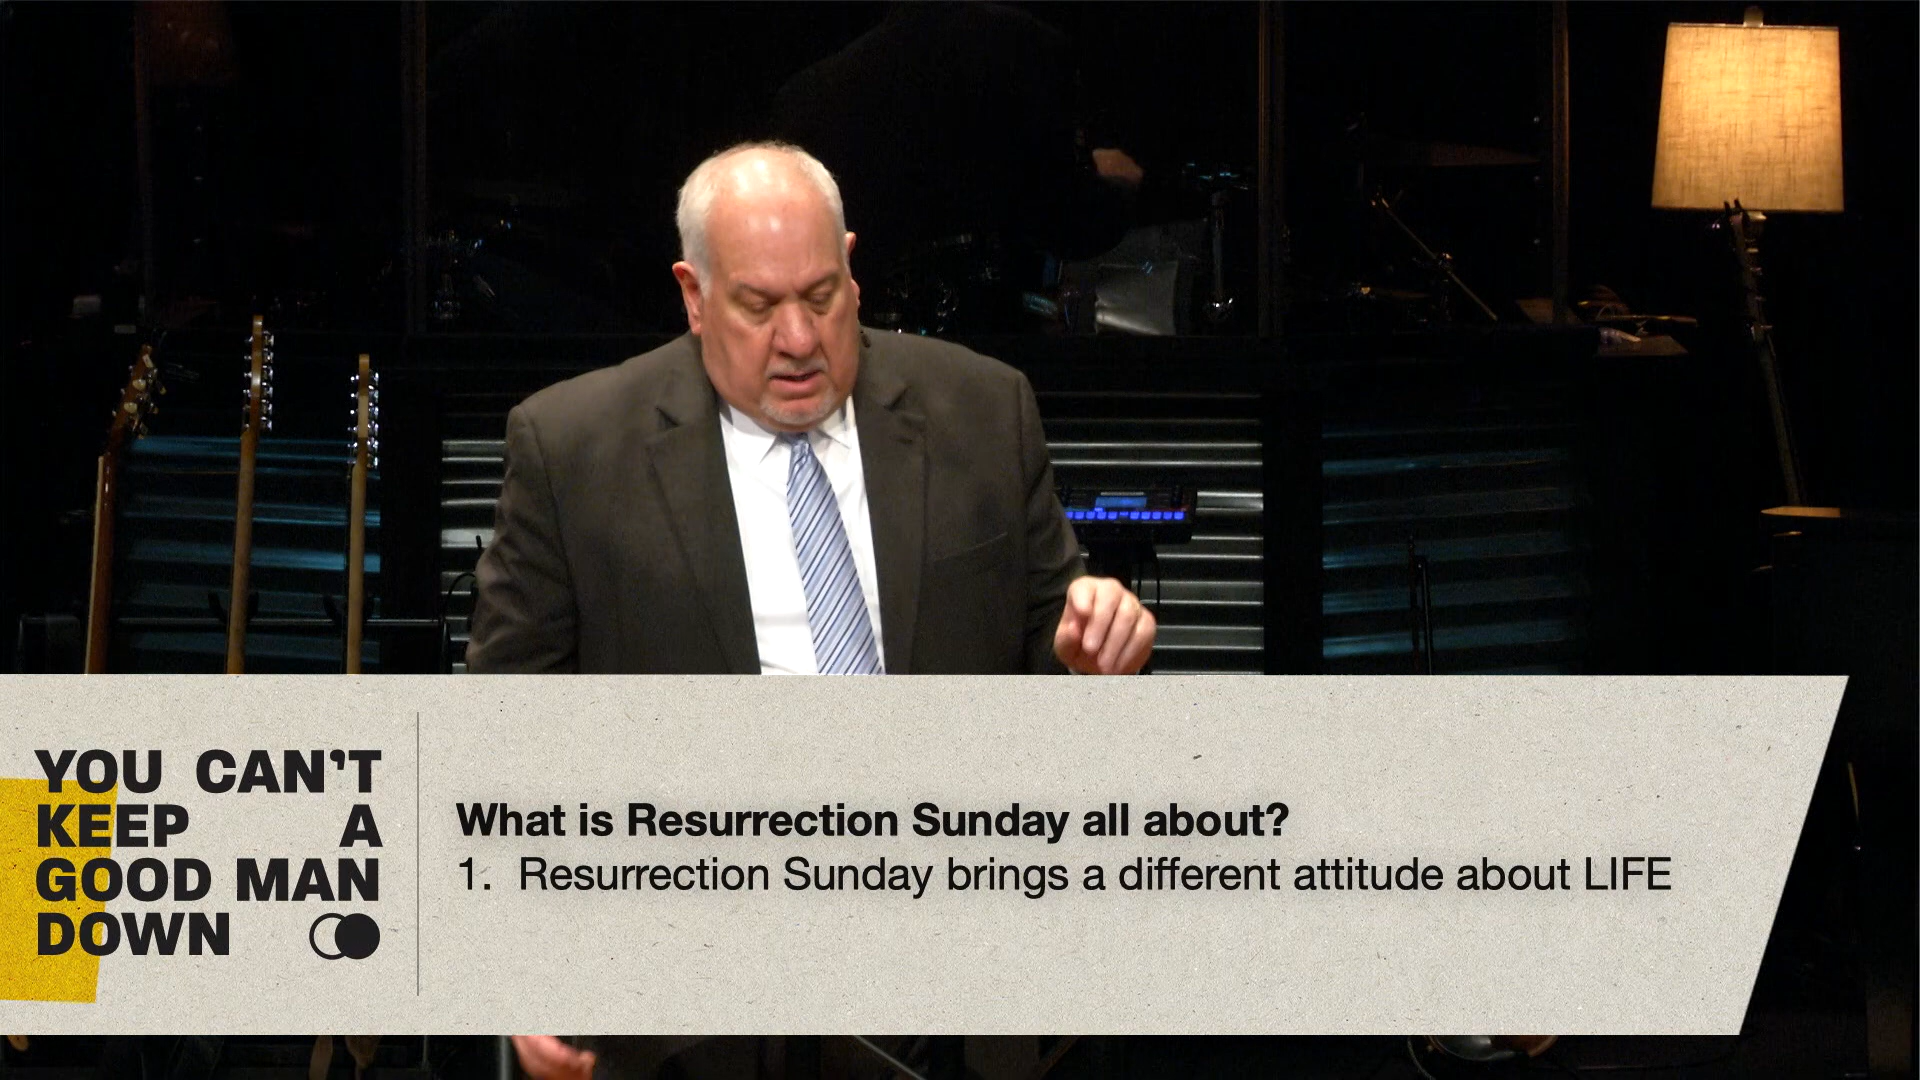 YOU CAN'T
KEEP A
GOOD MAN
DOWN
What is Resurrection Sunday all about?
1. Resurrection Sunday brings a different attitude about LIFE